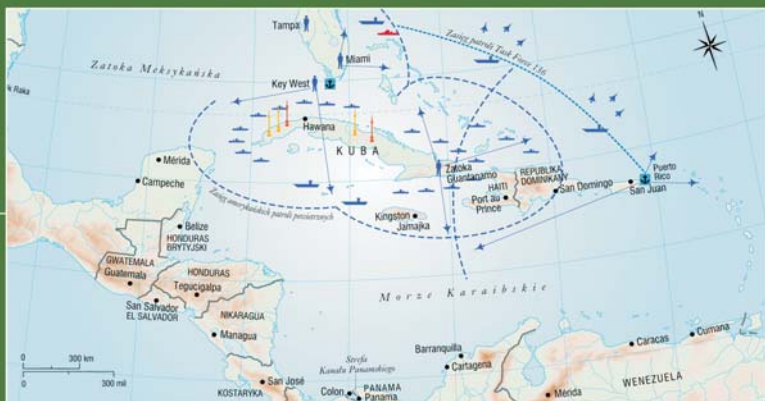 Tampa
Miami
Key West
Zatoka Meksykańska
Zasięg patroli Task Force 136
N
Hawana
KUBA
Zatoka
Guantanamo
HAITI
Port au
Prince
REPUBLIKA
DOMINIKANY
San Domingo
Puerto
Rico
San Juan
Kingston
Jamajka
Zasięg amerykańskich patroli powietrznych
Mérida
Campeche
Belize
HONDURAS
BRYTYJSKI
GWATEMALA
Guatemala
HONDURAS
Tegucigalpa
San Salvador
EL SALVADOR
NIKARAGUA
Managua
Morze Karaibskie
San José
KOSTARYKA
Strefa
Kanału Panamskiego
Colon
PANAMA
Panama
Barranquilla
Cartagena
Caracas
Cumana
Mérida
WENEZUELA
0 300 km
0 300 mil